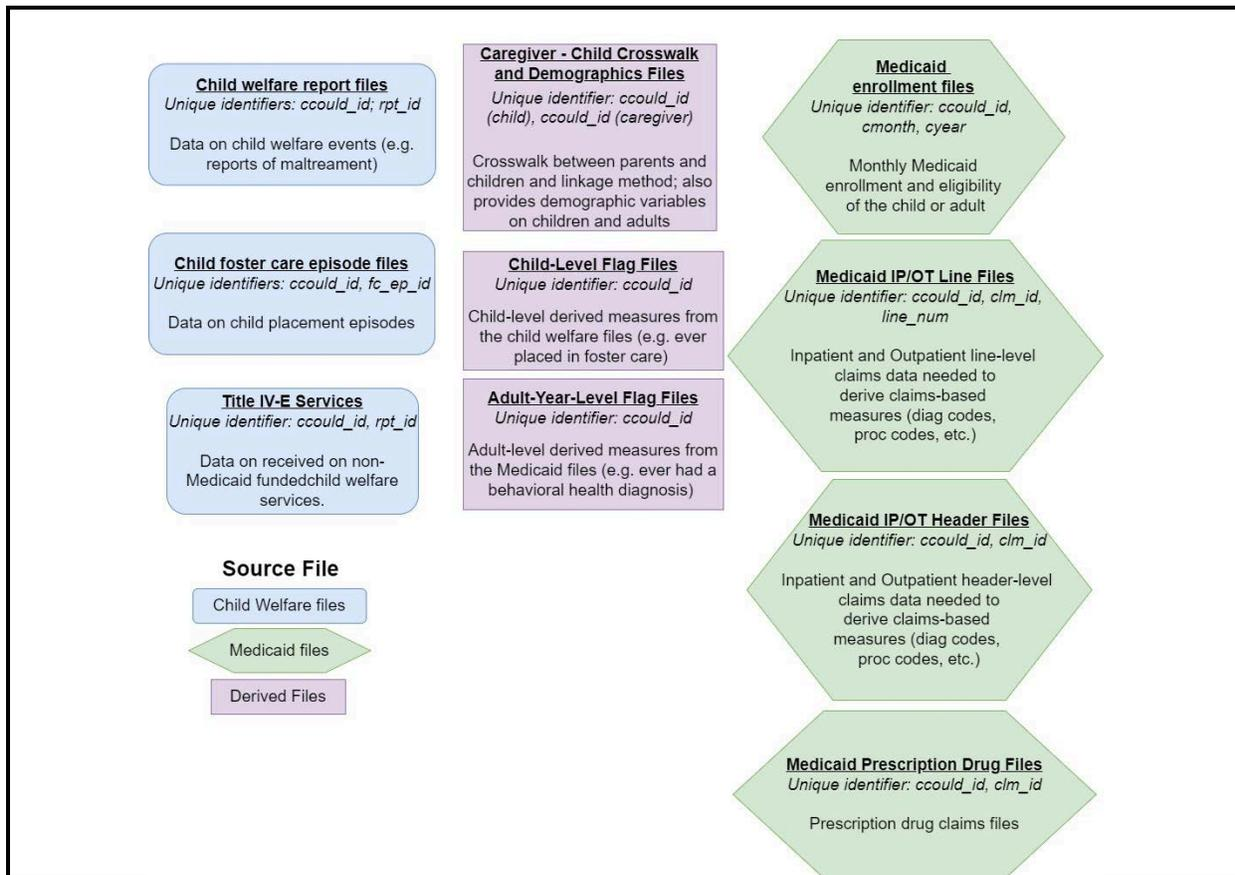 Child welfare report files
Unique identifiers: ccould_id; rpt_id
Data on child welfare events (e.g.
reports of maltreament)
Child foster care episode files
Unique identifiers: ccould_id, fc_ep_id
Data on child placement episodes
Title IV-E Services
Unique identifier: ccould_id, rpt_id
Data on received on non-
Medicaid fundedchild welfare
services.
Source File
Child Welfare files
Medicaid files
Derived Files
Caregiver - Child Crosswalk
and Demographics Files
Unique identifier: ccould_id
(child), ccould_id (caregiver)
Crosswalk between parents and
children and linkage method; also
provides demographic variables
on children and adults
Child-Level Flag Files
Unique identifier: ccould_id
Child-level derived measures from
the child welfare files (e.g. ever
placed in foster care)
Adult-Year-Level Flag Files
Unique identifier: ccould_id
Adult-level derived measures from
the Medicaid files (e.g. ever had a
behavioral health diagnosis)
Medicaid
enrollment files
Unique identifier: ccould_id,
cmonth, cyear
Monthly Medicaid
enrollment and eligibility
of the child or adult
Medicaid IP/OT Line Files
Unique identifier: ccould_id, clm_id,
line_num
Inpatient and Outpatient line-level
claims data needed to
derive claims-based
measures (diag codes,
proc codes, etc.)
Medicaid IP/OT Header Files
Unique identifier: ccould_id, clm_id
Inpatient and Outpatient header-level
claims data needed to
derive claims-based
measures (diag codes,
proc codes, etc.)
Medicaid Prescription Drug Files
Unique identifier: ccould_id, clm_id
Prescription drug claims files